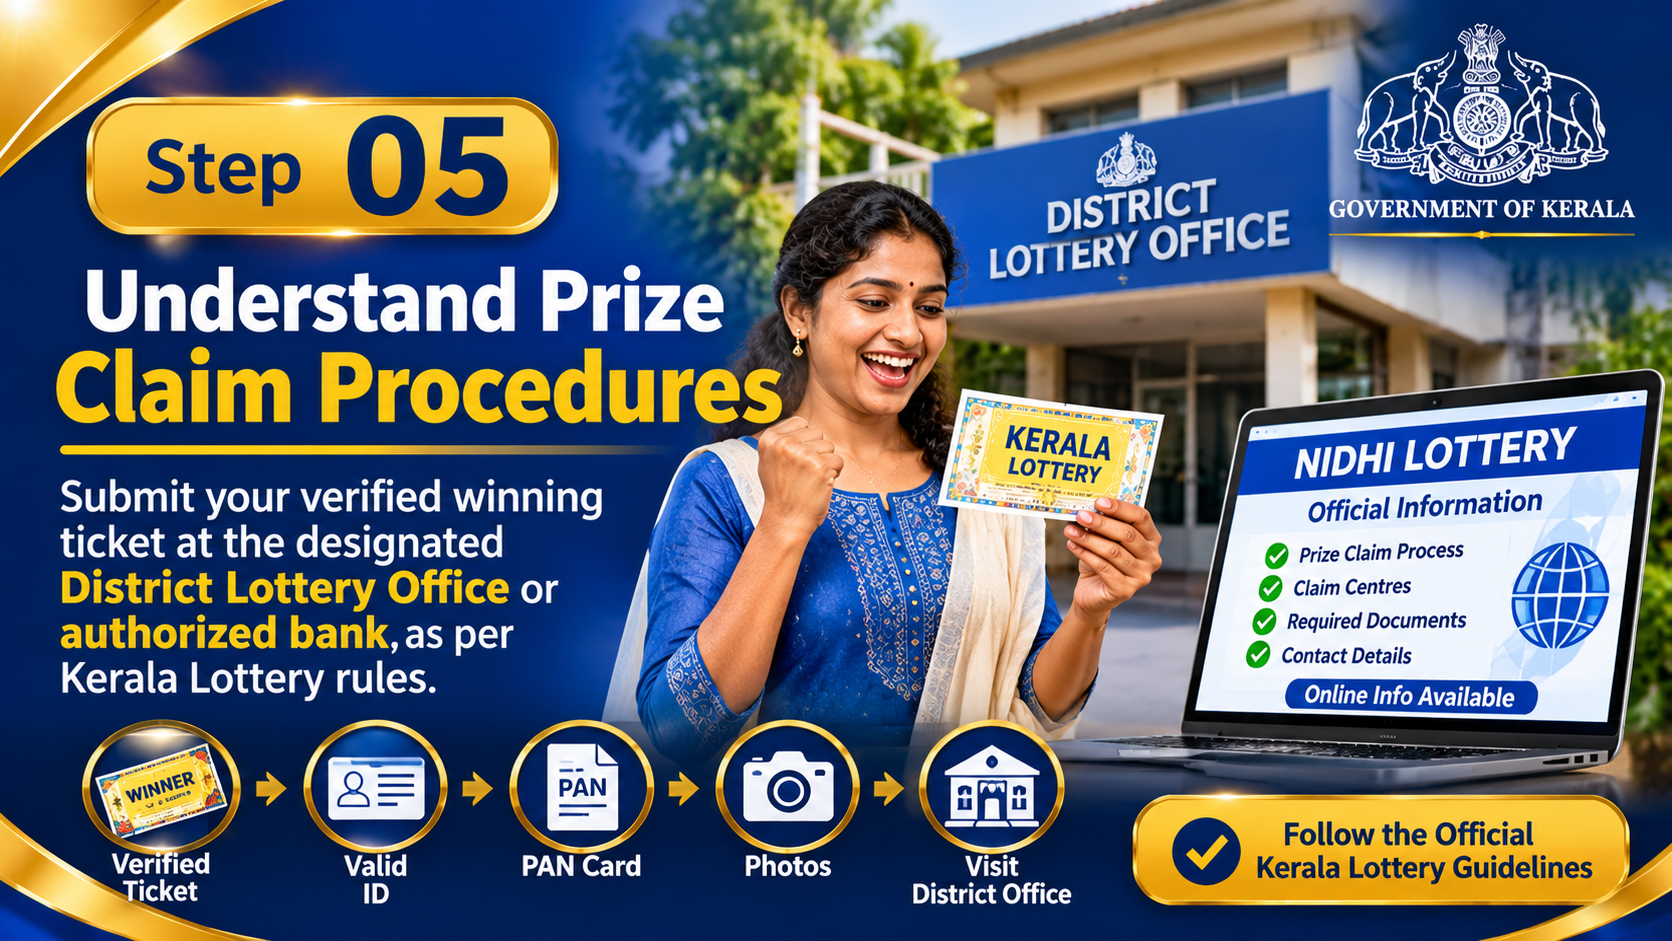 Step 05
Understand Prize
Claim Procedures
Submit your verified winning
ticket at the designated
District Lottery Office or
authorized bank, as per
Kerala Lottery rules.
DISTRICT
LOTTERY OFFICE
GOVERNMENT OF KERALA
KERALA
LOTTERY
NIDHI LOTTERY
Official Information
Prize Claim Process
Claim Centres
Required Documents
Contact Details
Online Info Available
WINNER
Verified
Ticket
Valid
ID
PAN
PAN Card
Photos
Visit
District Office
Follow the Official
Kerala Lottery Guidelines